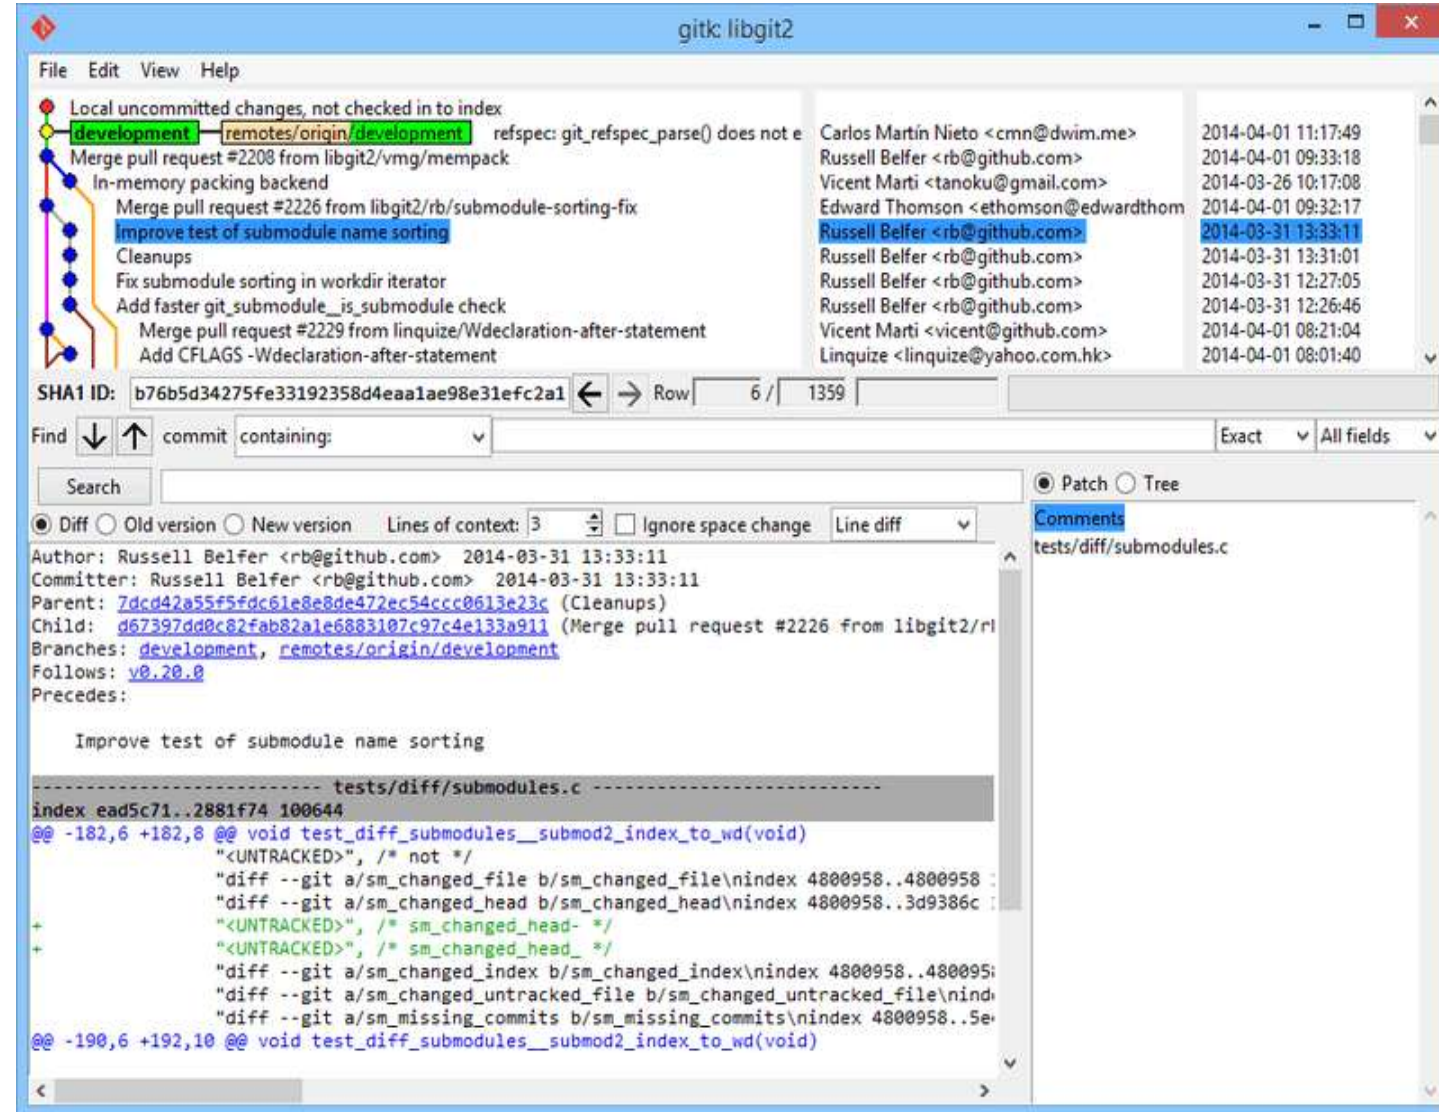 gitk: libgit2
File Edit View Help
Local uncommitted changes, not checked in to index
development remotes/origin/development refspec: git_refspec_parse() does not e Carlos Martín Nieto <cmn@dwim.me> 2014-04-01 11:17:49
Merge pull request #2208 from libgit2/vmg/mempack Russell Belfer <rb@github.com> 2014-04-01 09:33:18
In-memory packing backend Vicent Marti <tanoku@gmail.com> 2014-03-26 10:17:08
Merge pull request #2226 from libgit2/rb/submodule-sorting-fix Edward Thomson <ethomson@edwardthom 2014-04-01 09:32:17
Improve test of submodule name sorting Russell Belfer <rb@github.com> 2014-03-31 13:33:11
Cleanups Russell Belfer <rb@github.com> 2014-03-31 13:31:01
Fix submodule sorting in workdir iterator Russell Belfer <rb@github.com> 2014-03-31 12:27:05
Add faster git_submodule__is_submodule check Russell Belfer <rb@github.com> 2014-03-31 12:26:46
Merge pull request #2229 from linquize/Wdeclaration-after-statement Vicent Marti <vicent@github.com> 2014-04-01 08:21:04
Add CFLAGS -Wdeclaration-after-statement Linquize <linquize@yahoo.com.hk> 2014-04-01 08:01:40
SHA1 ID: b76b5d34275fe33192358d4eaa1ae98e31efc2a1 Row 6 / 1359
Find commit containing: Exact All fields
Search
Patch Tree
Diff Old version New version Lines of context: 3 Ignore space change Line diff
Comments
tests/diff/submodules.c
Author: Russell Belfer <rb@github.com> 2014-03-31 13:33:11
Committer: Russell Belfer <rb@github.com> 2014-03-31 13:33:11
Parent: 7dcd42a55f5fdc61e8e8de472ec54ccc0613e23c (Cleanups)
Child: d67397dd0c82fab82a1e6883107c97c4e133a911 (Merge pull request #2226 from libgit2/r
Branches: development, remotes/origin/development
Follows: v0.20.0
Precedes:
Improve test of submodule name sorting
--------------------------- tests/diff/submodules.c ---------------------------
index ead5c71..2881f74 100644
@@ -182,6 +182,8 @@ void test_diff_submodules__submod2_index_to_wd(void)
"<UNTRACKED>", /* not */
"diff --git a/sm_changed_file b/sm_changed_file\nindex 4800958..4800958
"diff --git a/sm_changed_head b/sm_changed_head\nindex 4800958..3d9386c
+ "<UNTRACKED>", /* sm_changed_head- */
+ "<UNTRACKED>", /* sm_changed_head_ */
"diff --git a/sm_changed_index b/sm_changed_index\nindex 4800958..480095
"diff --git a/sm_changed_untracked_file b/sm_changed_untracked_file\nind
"diff --git a/sm_missing_commits b/sm_missing_commits\nindex 4800958..5e
@@ -190,6 +192,10 @@ void test_diff_submodules__submod2_index_to_wd(void)